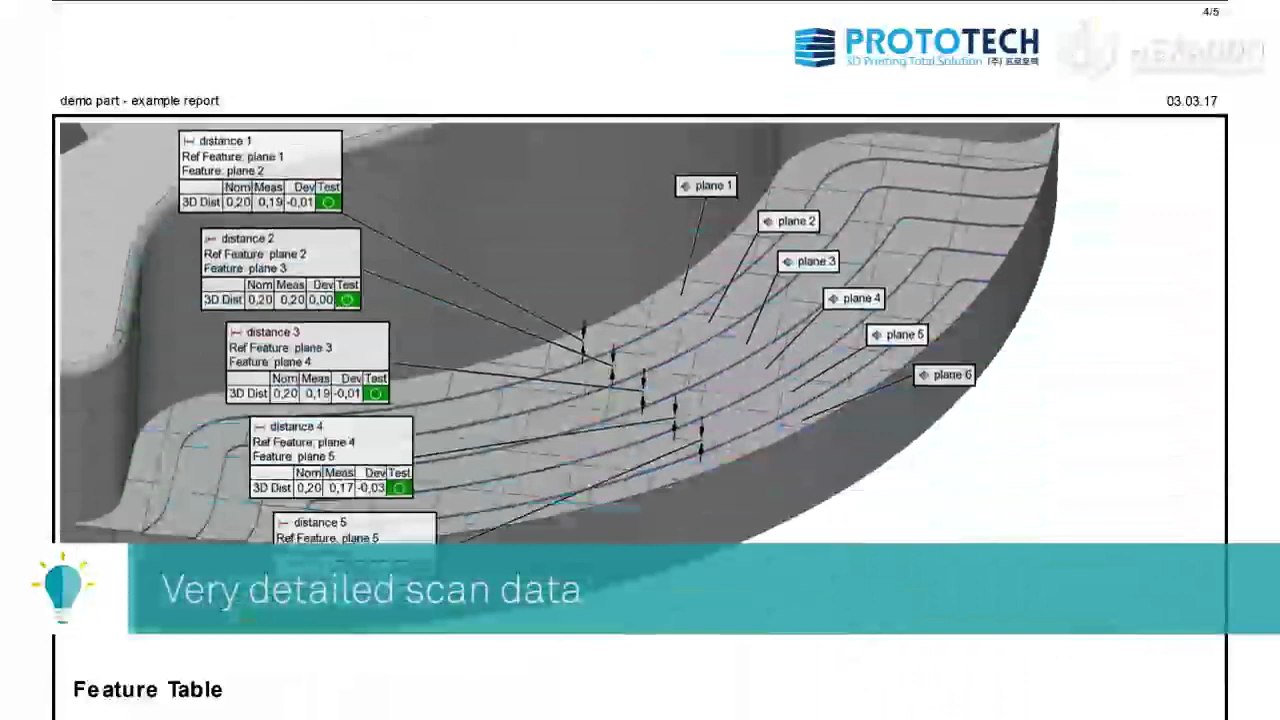 4/5
PROTOTECH
3D Printing Total Solution (주)프로토텍
demo part - example report
03.03.17
distance 1
Ref Feature: plane 1
Feature: plane 2
Nom Meas Dev Test
3D Dist 0,20 0,19 -0,01
distance 2
Ref Feature: plane 2
Feature: plane 3
Nom Meas Dev Test
3D Dist 0,20 0,20 0,00
distance 3
Ref Feature: plane 3
Feature: plane 4
Nom Meas Dev Test
3D Dist 0,20 0,19 -0,01
distance 4
Ref Feature: plane 4
Feature: plane 5
Nom Meas Dev Test
3D Dist 0,20 0,17 -0,03
distance 5
Ref Feature: plane 5
plane 1
plane 2
plane 3
plane 4
plane 5
plane 6
Very detailed scan data
Feature Table